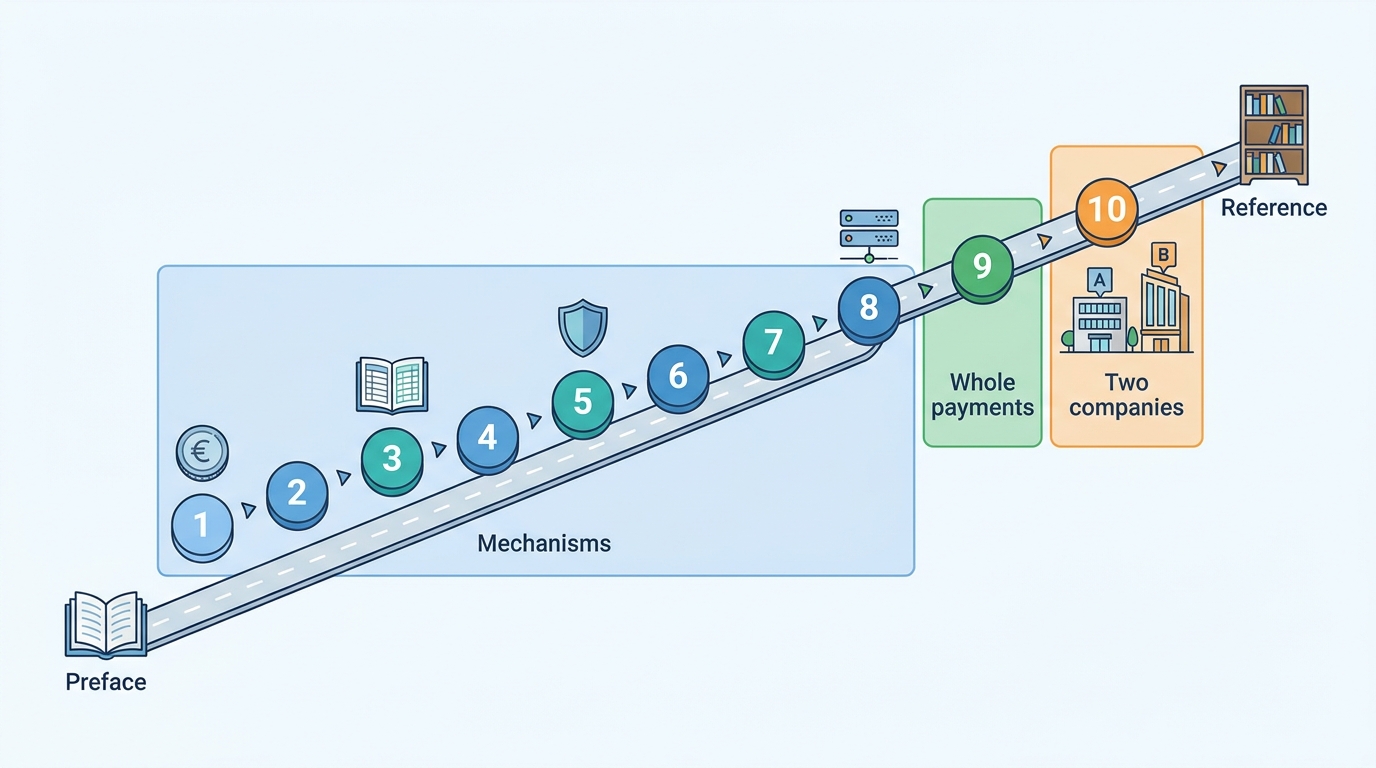 Preface
€
1
2
3
4
5
6
7
8
9
10
Mechanisms
Whole
payments
A
B
Two
companies
Reference